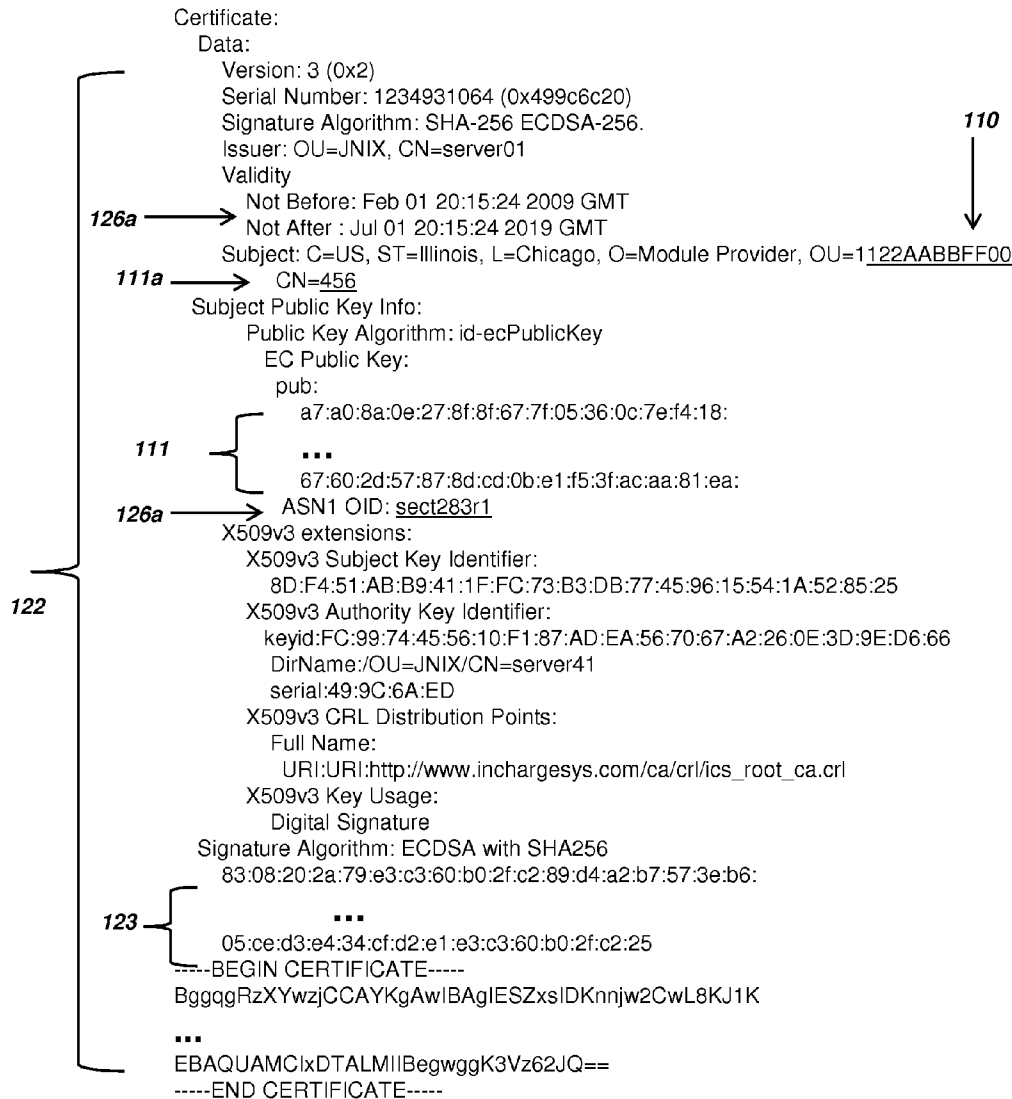 Certificate:
Data:
Version: 3 (0x2)
Serial Number: 1234931064 (0x499c6c20)
Signature Algorithm: SHA-256 ECDSA-256.
110
Issuer: OU=JNIX, CN=server01
Validity
Not Before: Feb 01 20:15:24 2009 GMT
126a
Not After : Jul 01 20:15:24 2019 GMT
Subject: C=US, ST=Illinois, L=Chicago, O=Module Provider, OU=1122AABBFF00
111a
CN=456
Subject Public Key Info:
Public Key Algorithm: id-ecPublicKey
EC Public Key:
pub:
a7:a0:8a:0e:27:8f:8f:67:7f:05:36:0c:7e:f4:18:
111
...
67:60:2d:57:87:8d:cd:0b:e1:f5:3f:ac:aa:81:ea:
126a
ASN1 OID: sect283r1
X509v3 extensions:
X509v3 Subject Key Identifier:
8D:F4:51:AB:B9:41:1F:FC:73:B3:DB:77:45:96:15:54:1A:52:85:25
122
X509v3 Authority Key Identifier:
keyid:FC:99:74:45:56:10:F1:87:AD:EA:56:70:67:A2:26:0E:3D:9E:D6:66
DirName:/OU=JNIX/CN=server41
serial:49:9C:6A:ED
X509v3 CRL Distribution Points:
Full Name:
URI:URI:http://www.inchargesys.com/ca/crl/ics_root_ca.crl
X509v3 Key Usage:
Digital Signature
Signature Algorithm: ECDSA with SHA256
83:08:20:2a:79:e3:c3:60:b0:2f:c2:89:d4:a2:b7:57:3e:b6:
123
...
05:ce:d3:e4:34:cf:d2:e1:e3:c3:60:b0:2f:c2:25
-----BEGIN CERTIFICATE-----
BggqgRzXYwzjCCAYKgAwIBAgIESZxsIDKnnjw2CwL8KJ1K
...
EBAQUAMCIxDTALMIIBegwggK3Vz62JQ==
-----END CERTIFICATE-----